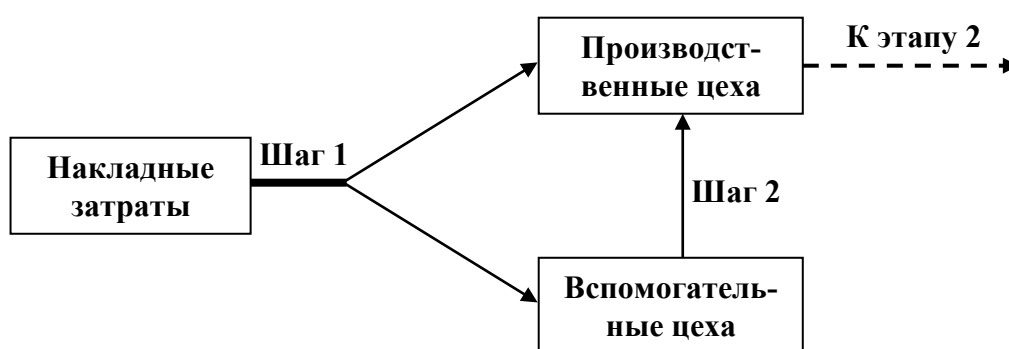 Производст-
венные цеха
К этапу 2
Шаг 1
Накладные
затраты
Шаг 2
Вспомогатель-
ные цеха